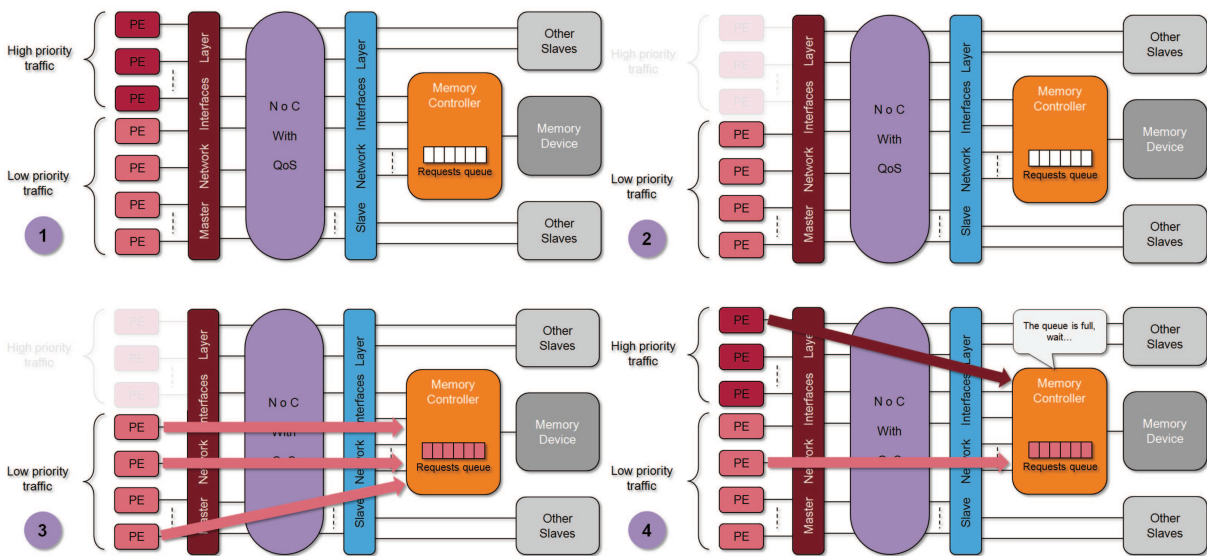 High priority
traffic
Low priority
traffic
1
PE
PE
PE
PE
PE
PE
PE
Master Network Interfaces Layer
N o C
With
QoS
Slave Network Interfaces Layer
Memory
Controller
Requests queue
Other
Slaves
Memory
Device
Other
Slaves
High priority
traffic
Low priority
traffic
2
PE
PE
PE
PE
PE
PE
PE
Master Network Interfaces Layer
N o C
With
QoS
Slave Network Interfaces Layer
Memory
Controller
Requests queue
Other
Slaves
Memory
Device
Other
Slaves
High priority
traffic
Low priority
traffic
3
PE
PE
PE
PE
PE
PE
PE
Master Network Interfaces Layer
N o C
With
Slave Network Interfaces Layer
Memory
Controller
Requests queue
Other
Slaves
Memory
Device
Other
Slaves
High priority
traffic
Low priority
traffic
4
PE
PE
PE
PE
PE
PE
PE
Master Network Interfaces Layer
N o C
With
Slave Network Interfaces Layer
The queue is full,
wait...
Memory
Controller
Requests queue
Other
Slaves
Memory
Device
Other
Slaves